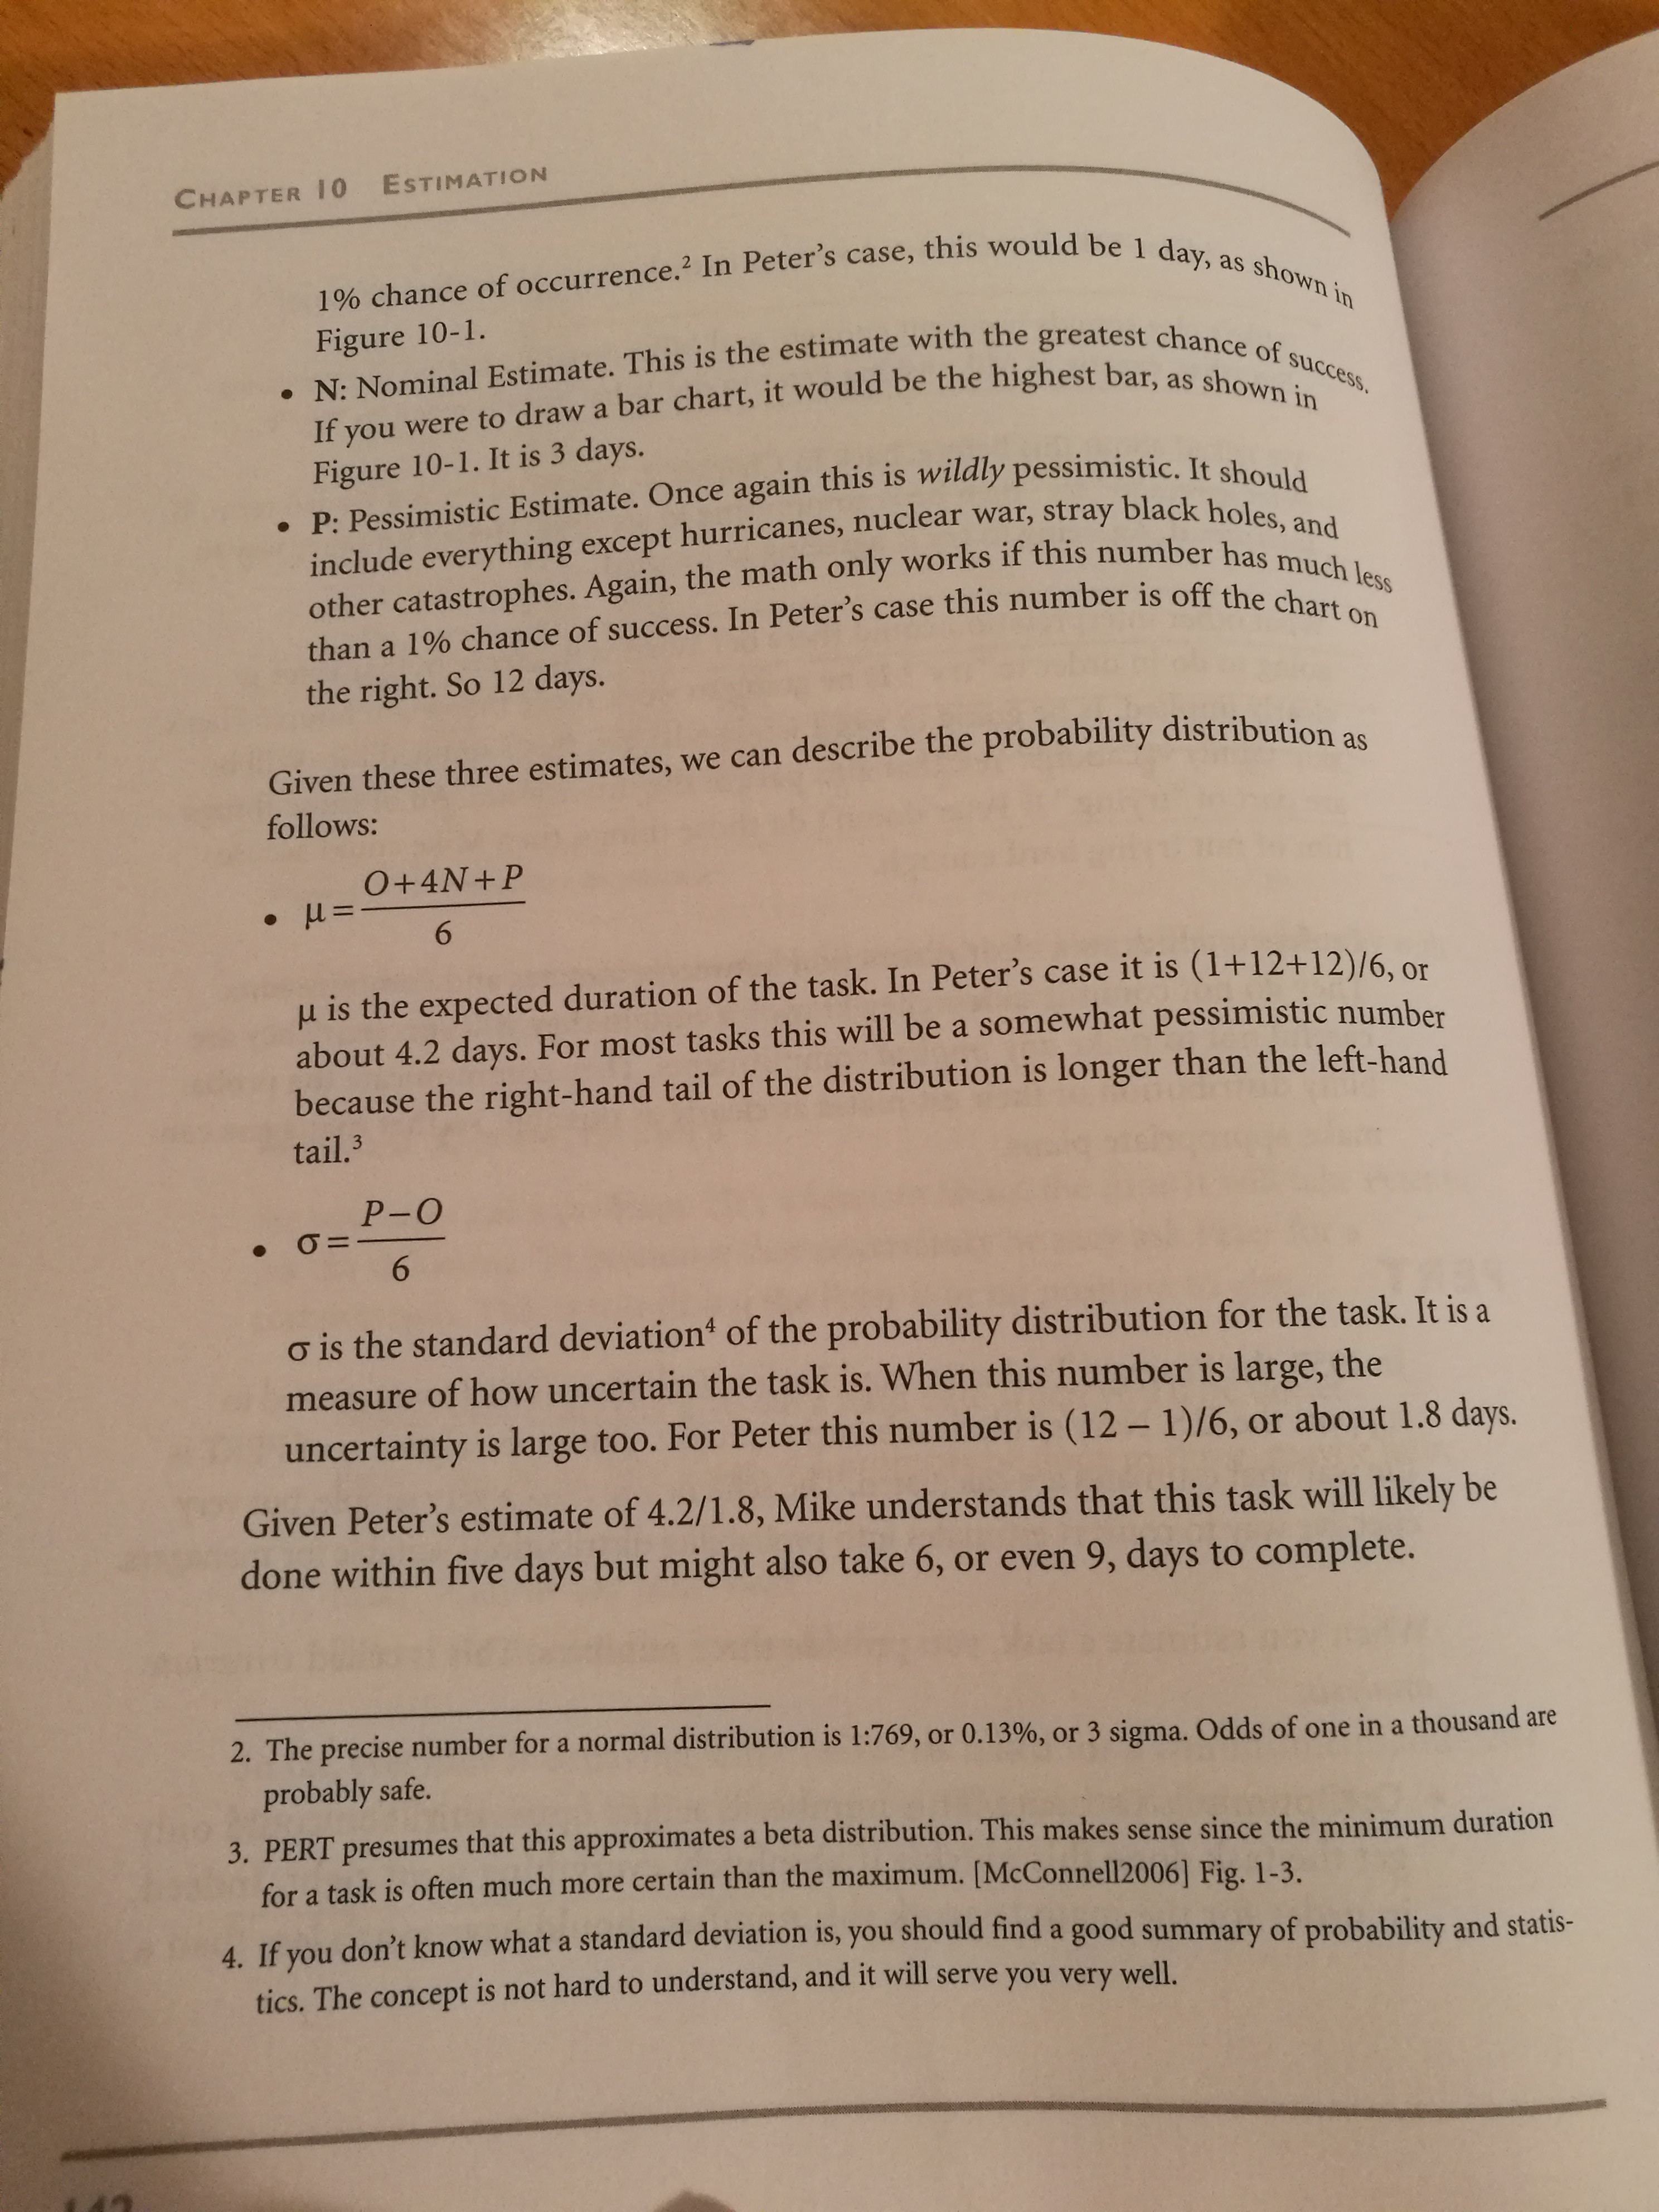 CHAPTER 10 ESTIMATION
1% chance of occurrence.² In Peter's case, this would be 1 day, as shown in
Figure 10-1.
• N: Nominal Estimate. This is the estimate with the greatest chance of success.
If you were to draw a bar chart, it would be the highest bar, as shown in
Figure 10-1. It is 3 days.
• P: Pessimistic Estimate. Once again this is wildly pessimistic. It should
include everything except hurricanes, nuclear war, stray black holes, and
other catastrophes. Again, the math only works if this number has much less
than a 1% chance of success. In Peter's case this number is off the chart on
the right. So 12 days.
Given these three estimates, we can describe the probability distribution as
follows:
• μ = (O+4N+P)/6
μ is the expected duration of the task. In Peter's case it is (1+12+12)/6, or
about 4.2 days. For most tasks this will be a somewhat pessimistic number
because the right-hand tail of the distribution is longer than the left-hand
tail.³
• σ = (P−O)/6
σ is the standard deviation⁴ of the probability distribution for the task. It is a
measure of how uncertain the task is. When this number is large, the
uncertainty is large too. For Peter this number is (12 – 1)/6, or about 1.8 days.
Given Peter's estimate of 4.2/1.8, Mike understands that this task will likely be
done within five days but might also take 6, or even 9, days to complete.
2. The precise number for a normal distribution is 1:769, or 0.13%, or 3 sigma. Odds of one in a thousand are
probably safe.
3. PERT presumes that this approximates a beta distribution. This makes sense since the minimum duration
for a task is often much more certain than the maximum. [McConnell2006] Fig. 1-3.
4. If you don't know what a standard deviation is, you should find a good summary of probability and statis-
tics. The concept is not hard to understand, and it will serve you very well.